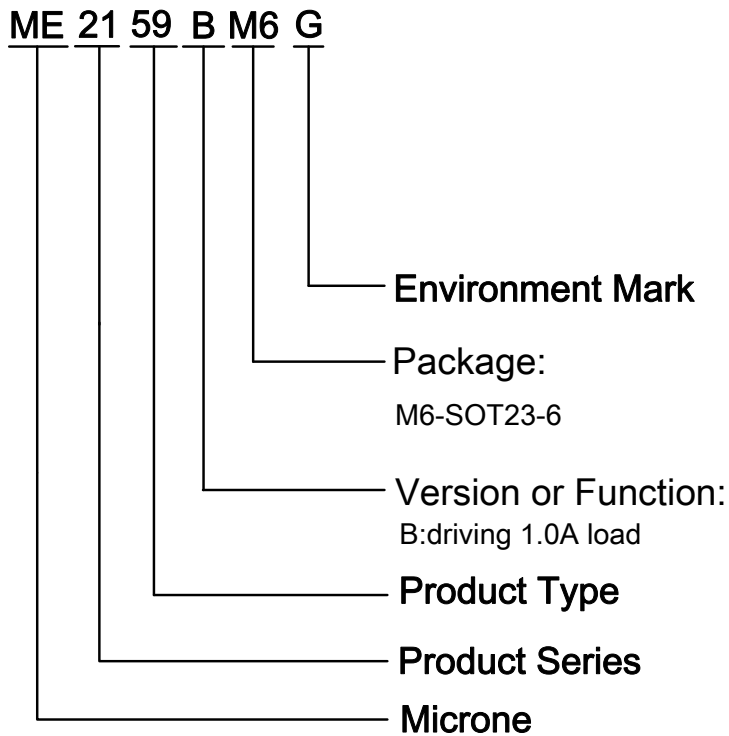 ME 21 59 B M6 G
Environment Mark
Package:
M6-SOT23-6
Version or Function:
B:driving 1.0A load
Product Type
Product Series
Microne